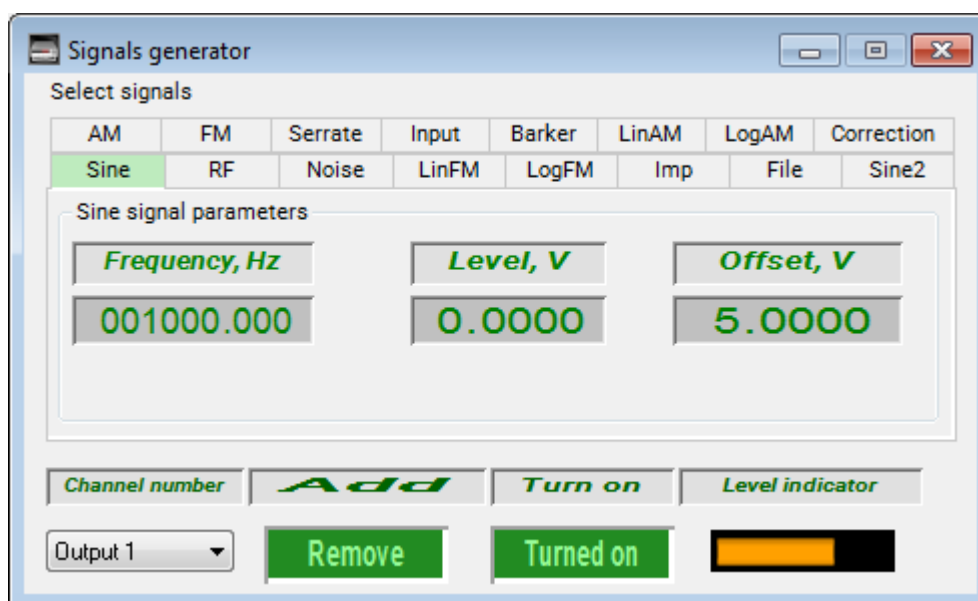 Signals generator
Select signals
AM FM Serrate Input Barker LinAM LogAM Correction
Sine RF Noise LinFM LogFM Imp File Sine2
Sine signal parameters
Frequency, Hz Level, V Offset, V
001000.000 0.0000 5.0000
Channel number Add Turn on Level indicator
Output 1 Remove Turned on